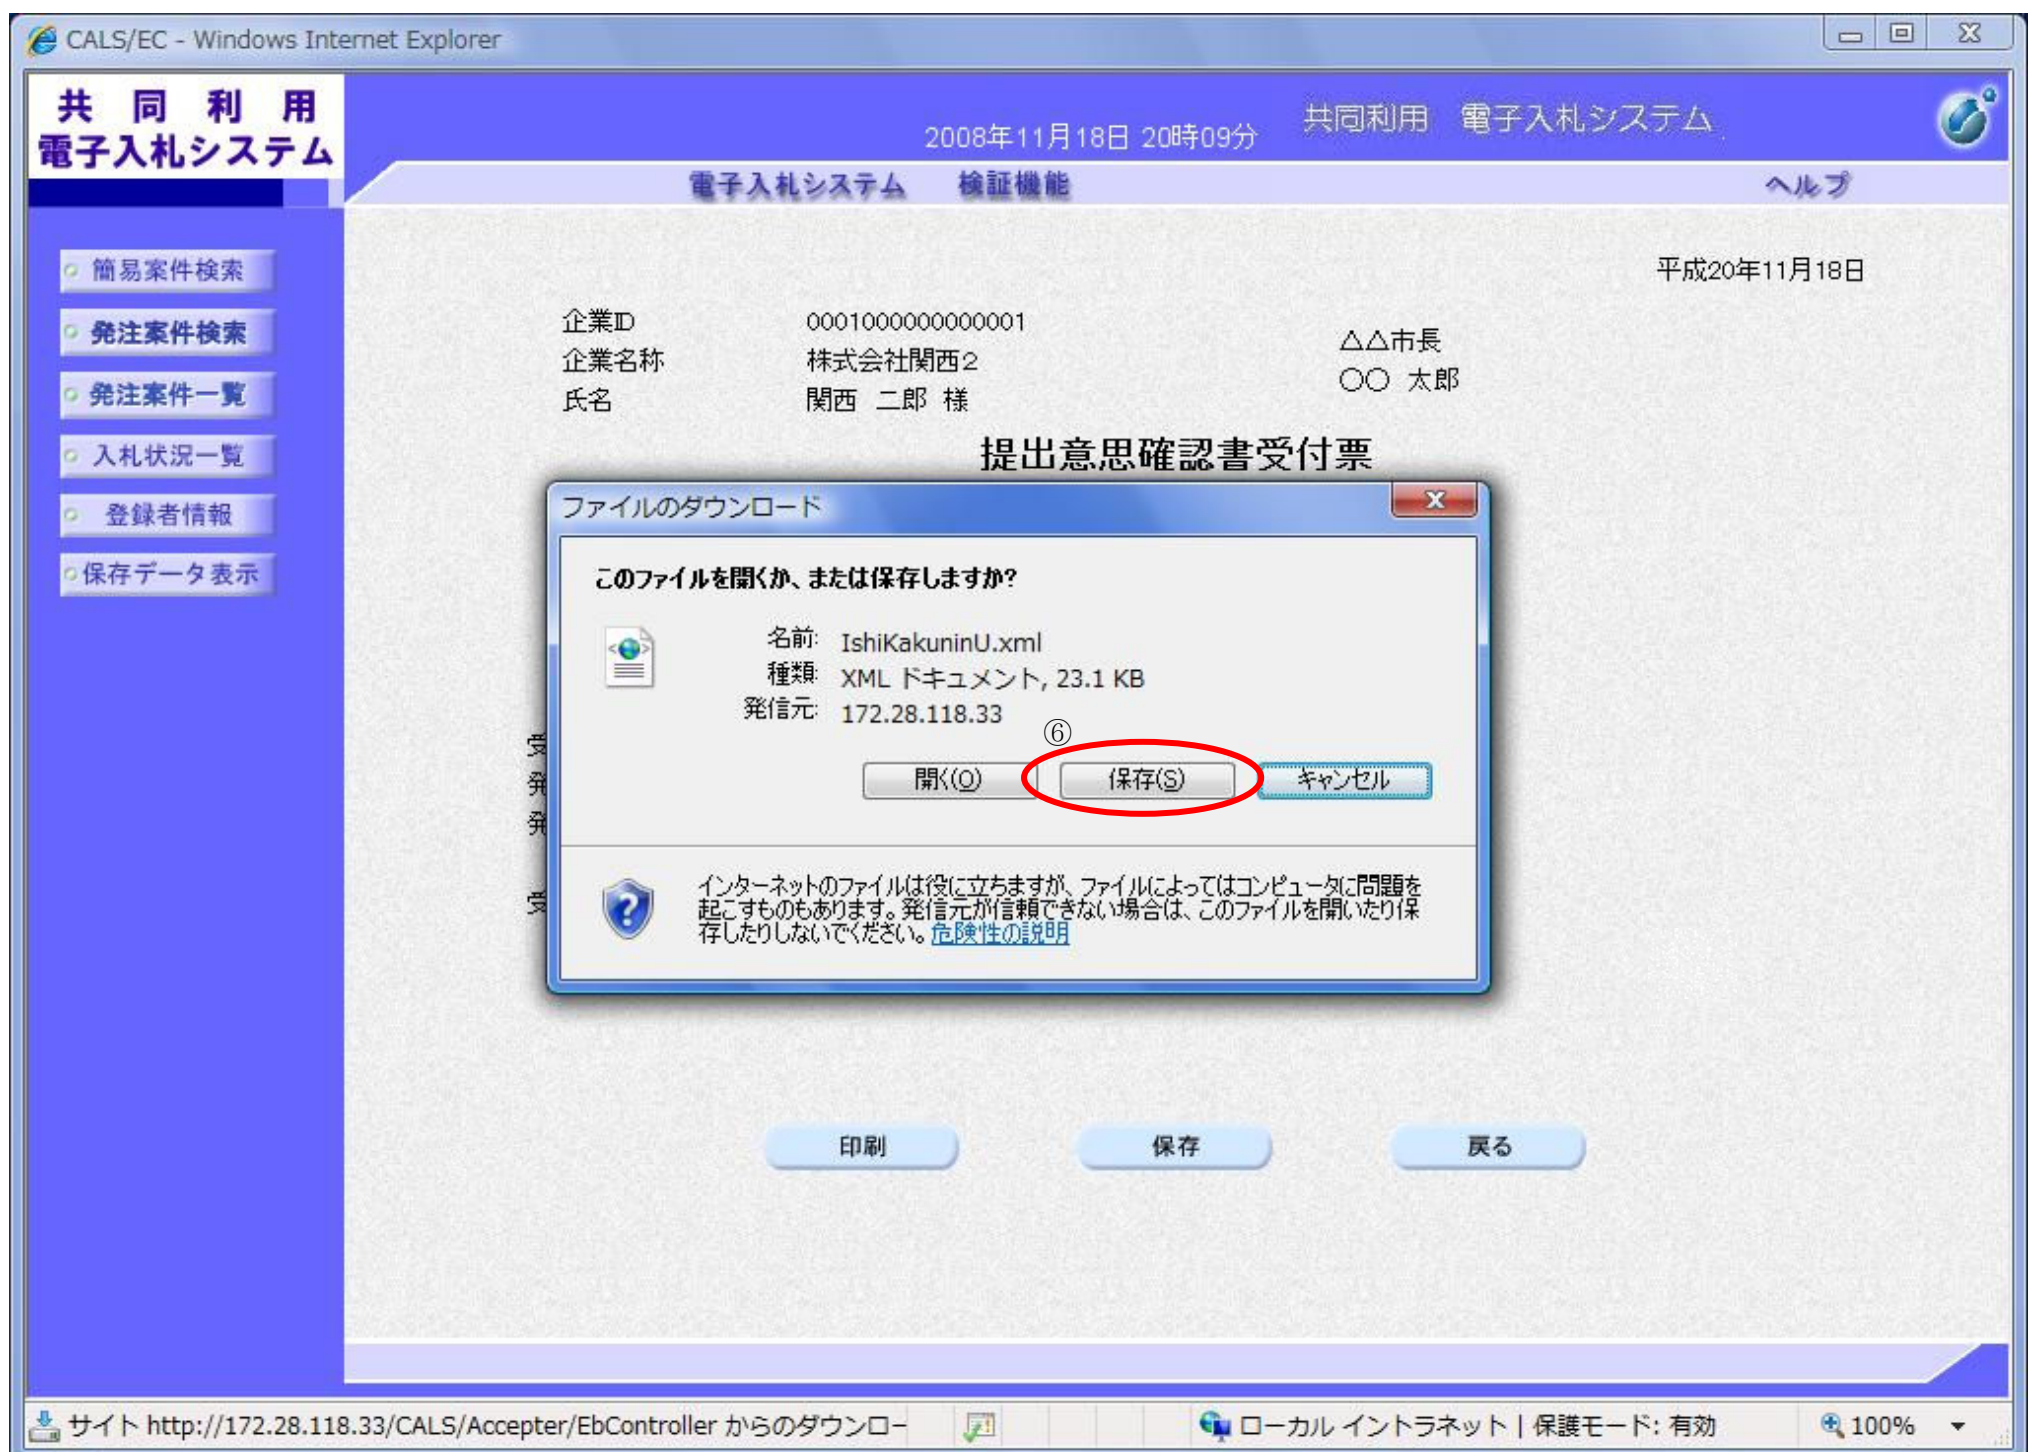 CALS/EC - Windows Internet Explorer
共 同 利 用
電子入札システム
2008年11月18日 20時09分
共同利用 電子入札システム
電子入札システム 検証機能 ヘルプ
簡易案件検索
発注案件検索
発注案件一覧
入札状況一覧
登録者情報
保存データ表示
平成20年11月18日
企業ID 0001000000000001
企業名称 株式会社関西2
氏名 関西 二郎 様
△△市長
〇〇 太郎
提出意思確認書受付票
ファイルのダウンロード
このファイルを開くか、または保存しますか?
名前: IshiKakuninU.xml
種類: XML ドキュメント, 23.1 KB
発信元: 172.28.118.33
⑥
開く(O) 保存(S) キャンセル
インターネットのファイルは役に立ちますが、ファイルによってはコンピュータに問題を
起こすものもあります。発信元が信頼できない場合は、このファイルを開いたり保
存したりしないでください。危険性の説明
受
発
発
受
印刷 保存 戻る
サイト http://172.28.118.33/CALS/Accepter/EbController からのダウンロー
ローカル イントラネット | 保護モード: 有効
100%